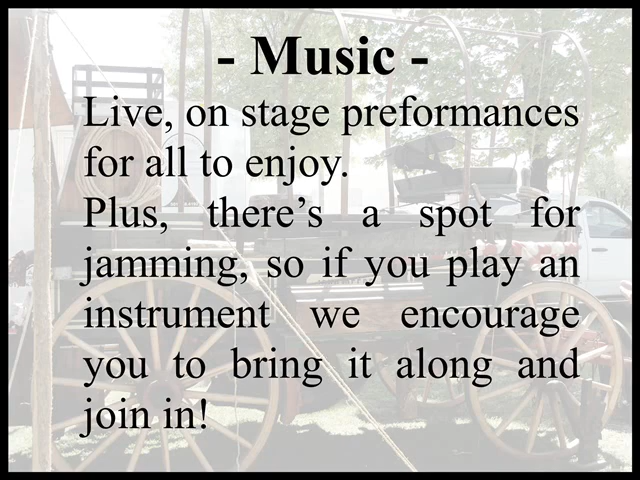 - Music -
Live, on stage preformances
for all to enjoy.
Plus, there’s a spot for
jamming, so if you play an
instrument we encourage
you to bring it along and
join in!